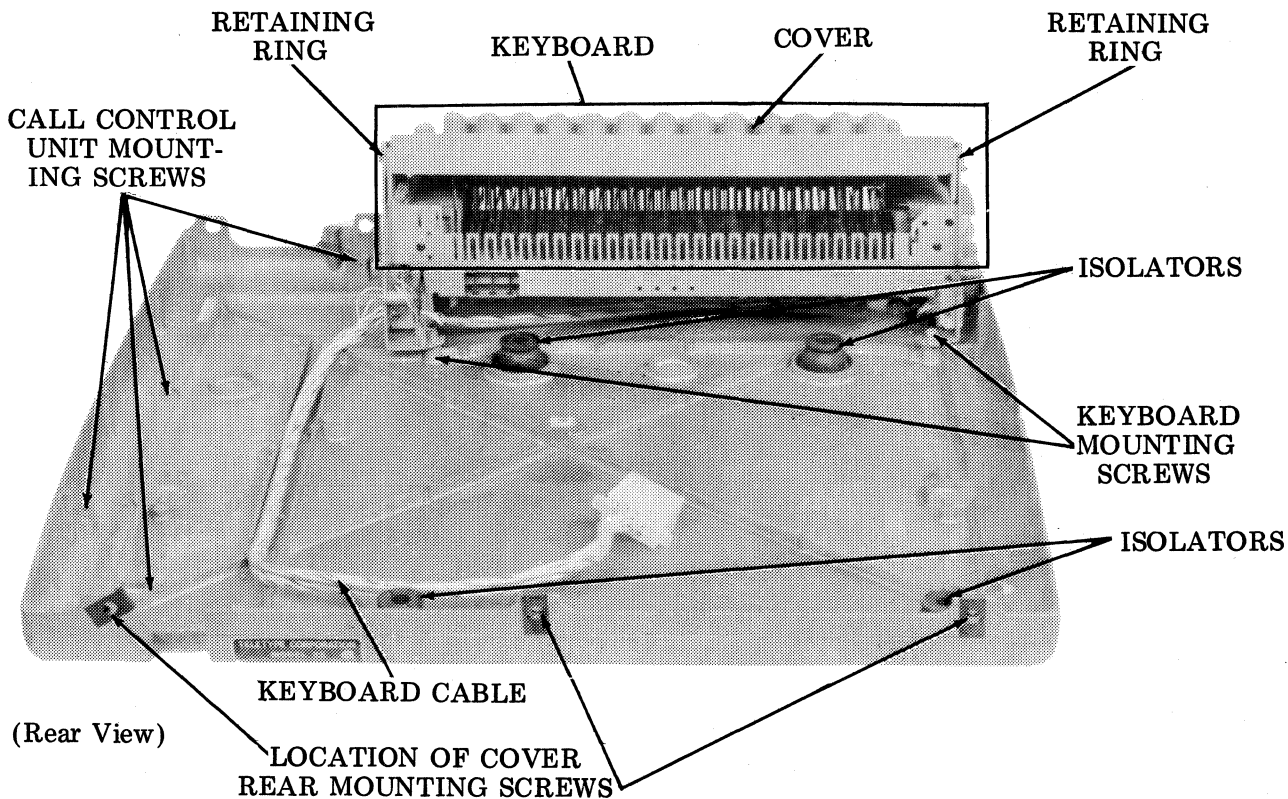 RETAINING
RING
KEYBOARD
COVER
RETAINING
RING
CALL CONTROL
UNIT MOUNT-
ING SCREWS
ISOLATORS
KEYBOARD
MOUNTING
SCREWS
ISOLATORS
KEYBOARD CABLE
(Rear View)
LOCATION OF COVER
REAR MOUNTING SCREWS